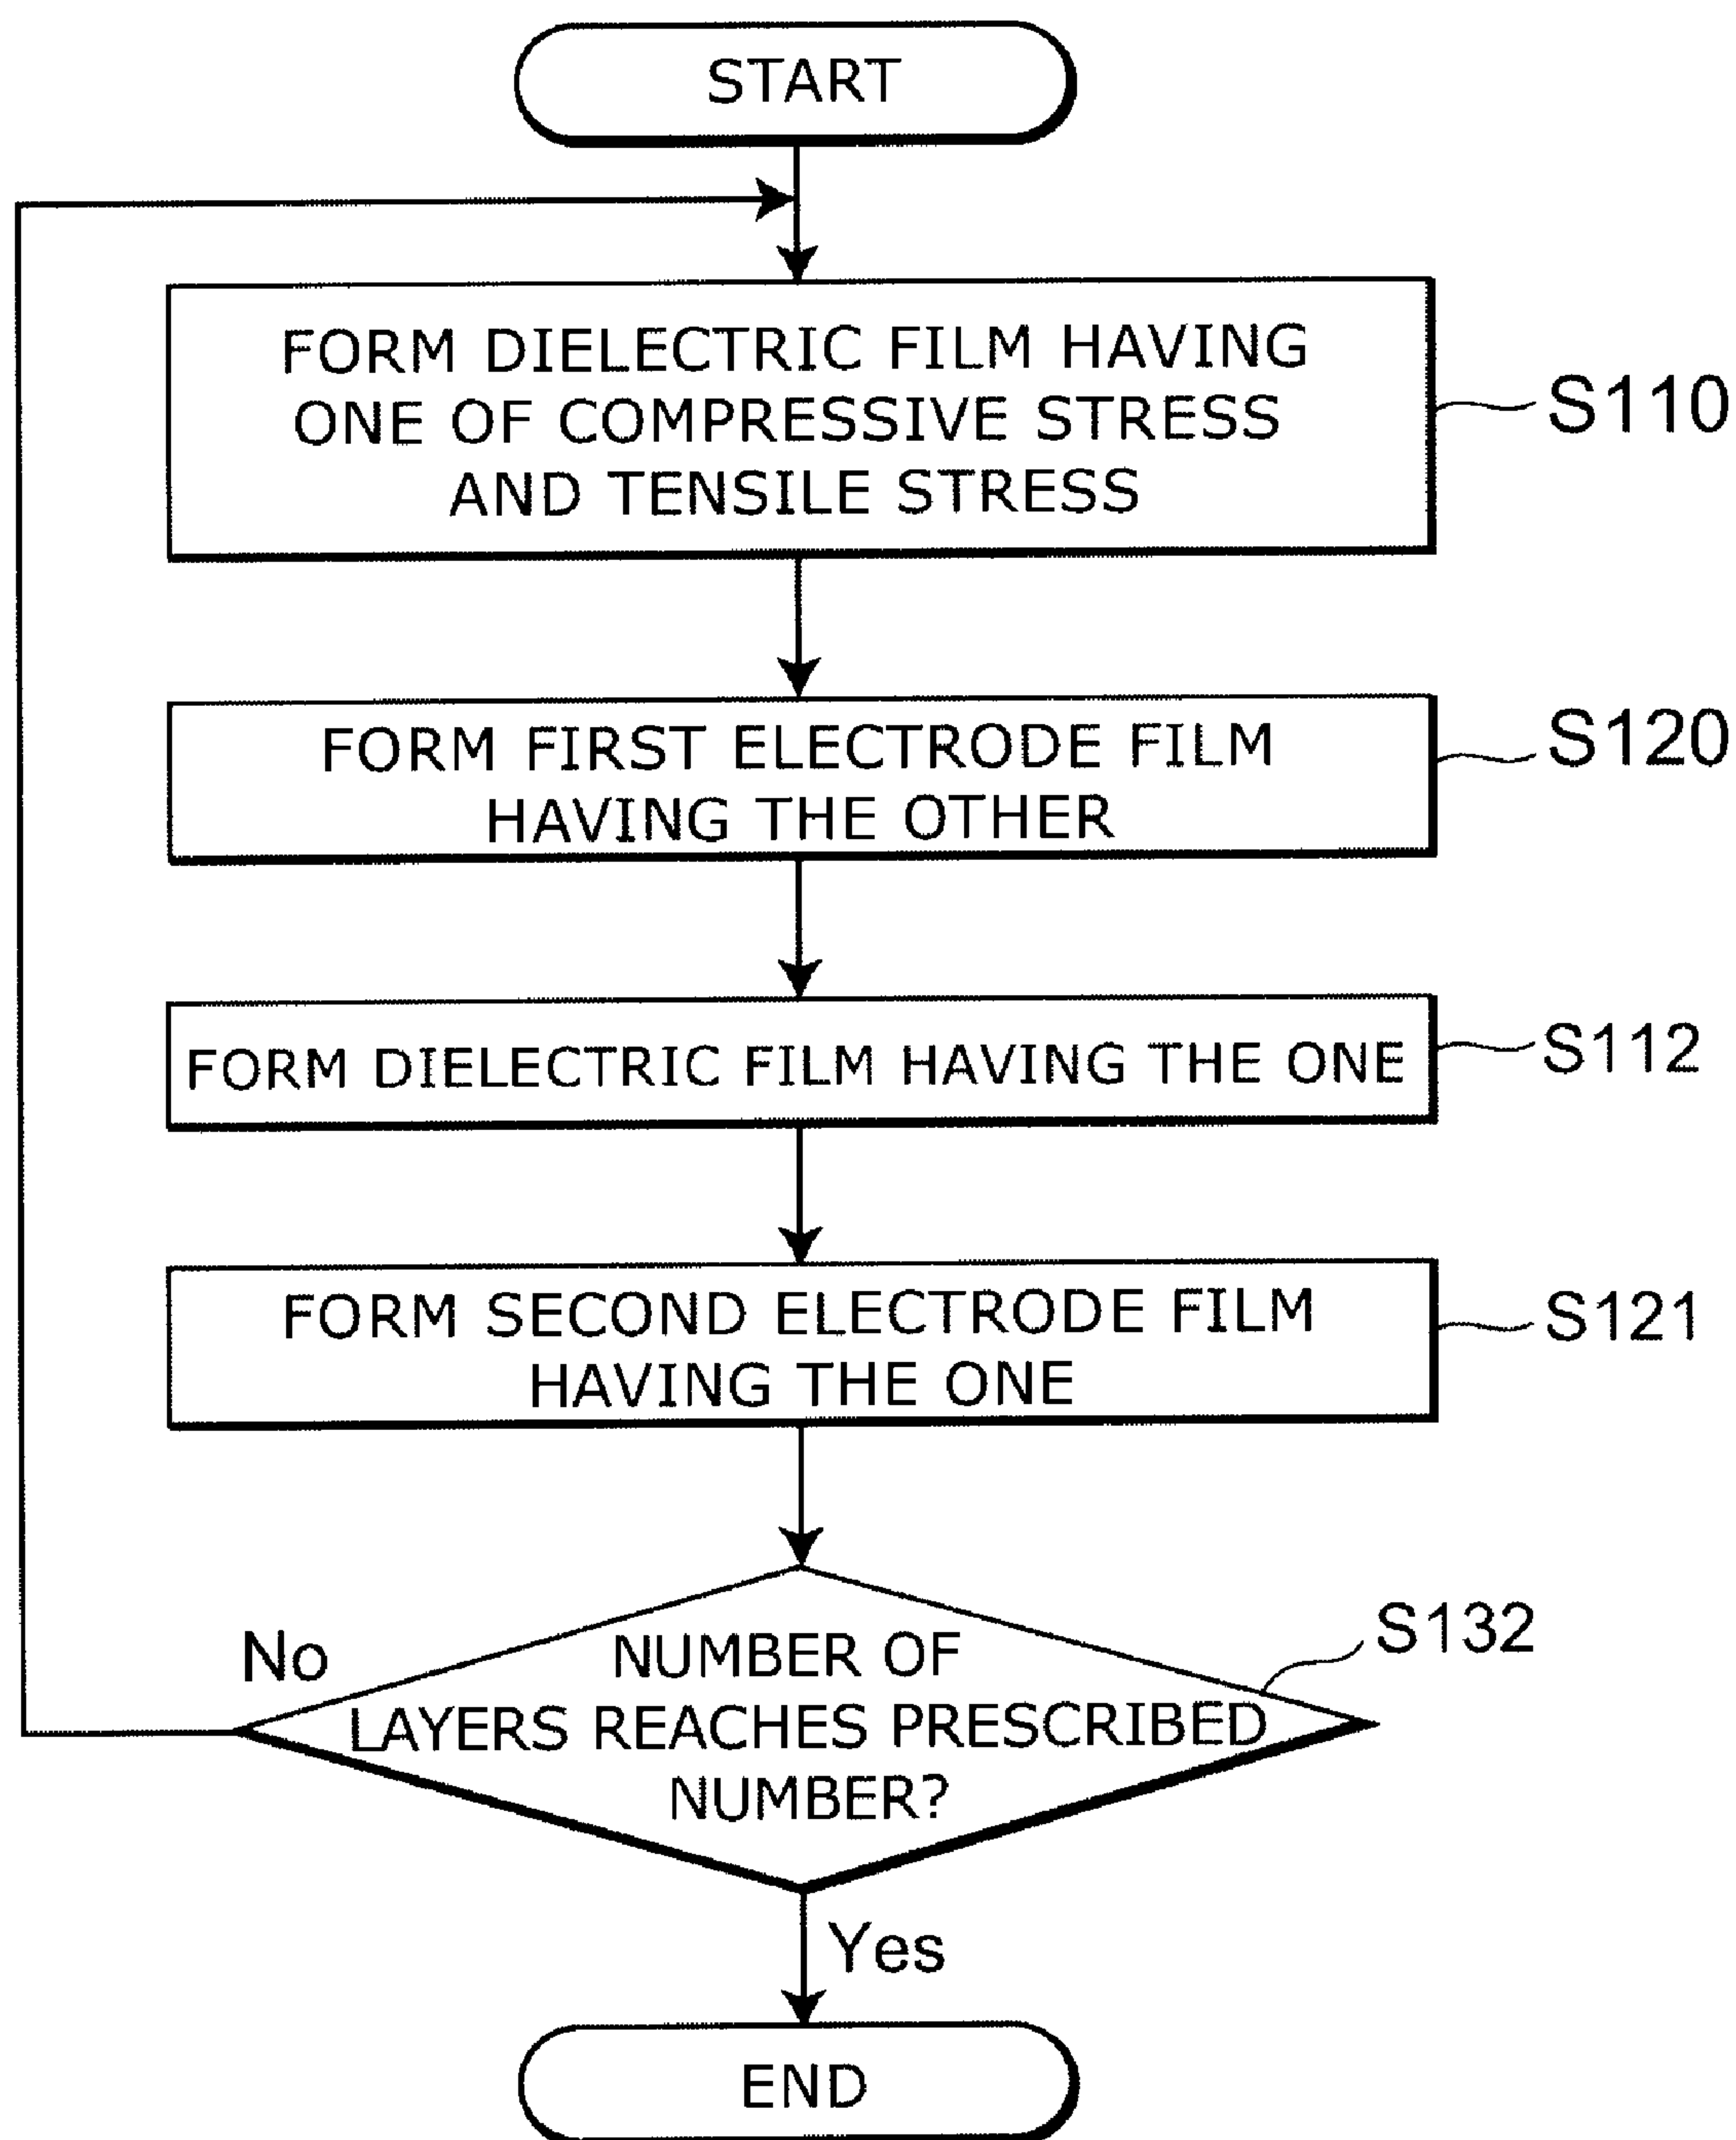 START
FORM DIELECTRIC FILM HAVING
ONE OF COMPRESSIVE STRESS
AND TENSILE STRESS
S110
FORM FIRST ELECTRODE FILM
HAVING THE OTHER
S120
FORM DIELECTRIC FILM HAVING THE ONE
S112
FORM SECOND ELECTRODE FILM
HAVING THE ONE
S121
NUMBER OF
LAYERS REACHES PRESCRIBED
NUMBER?
S132
No
Yes
END